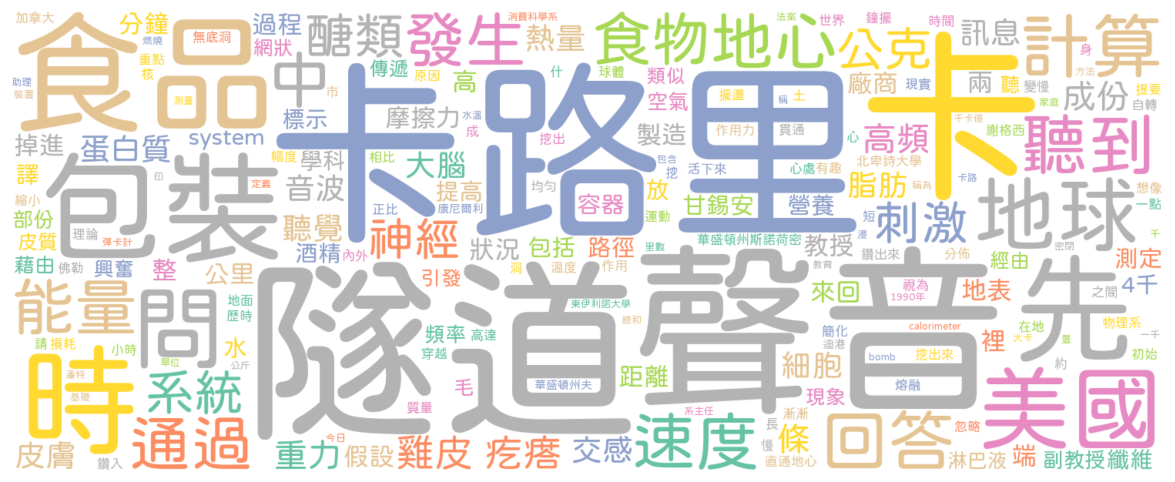 加拿大
分鐘
過程
醣類
發生
消費科學系
熱量
食物
地心
公克
法案
世界
鐘擺
時間
訊息
計算
身
方法
燃燒
重點
核
網狀
無底洞
食品
中
傳遞
原因
高
什
球體
類似
空氣
廠商
現實
兩
聽
變慢
成份
提要
自轉
家庭
助理
裝置
測量
市
標示
卡路里
摩擦力
水溫
成
挖出
製造
擺盪
稱
土
作用力
貫通
心
高頻
卡
千卡值
謝格西
聽到
掉進
蛋白質
system
幅度
學科
相比
大腦
包含
挖
活下來
心處
有趣
北卑詩大學
脂肪
卡路
想像
一點
譯
印
定義
音波
提高
均勻
放
容器
運動
甘錫安
營養
短
浸
稱為
刺激
地球
千
縮小
部份
皮質
包裝
理論
彈卡計
正比
康尼爾利
聽覺
神經
狀況
包括
路徑
里數
華盛頓州斯諾荷密
教授
鑽出來
分佈
密閉
經由
測定
藉由
佛勒
興奮
整
公里
酒精
內外
引發
洞
溫度
作用
教育
來回
視為
1990年
地表
之間
4千
能量
問
地面
歷時
隧道
聲音
先
東伊利諾大學
總和
頻率
高達
穿越
簡化
迪港
calorimeter
在地
物理系
大卡
蓋
一千
裡
請
損耗
小時
水
單位
公斤
時
潘特
基礎
系統
毛
華盛頓州夫
距離
細胞
bomb
挖出來
熔融
約
初始
美國
質量
現象
皮膚
鑽入
通過
重力
今日
假設
雞皮
疙瘩
交感
系主任
速度
長
慢
漸漸
條
直通地心
回答
忽略
淋巴液
端
副教授
纖維